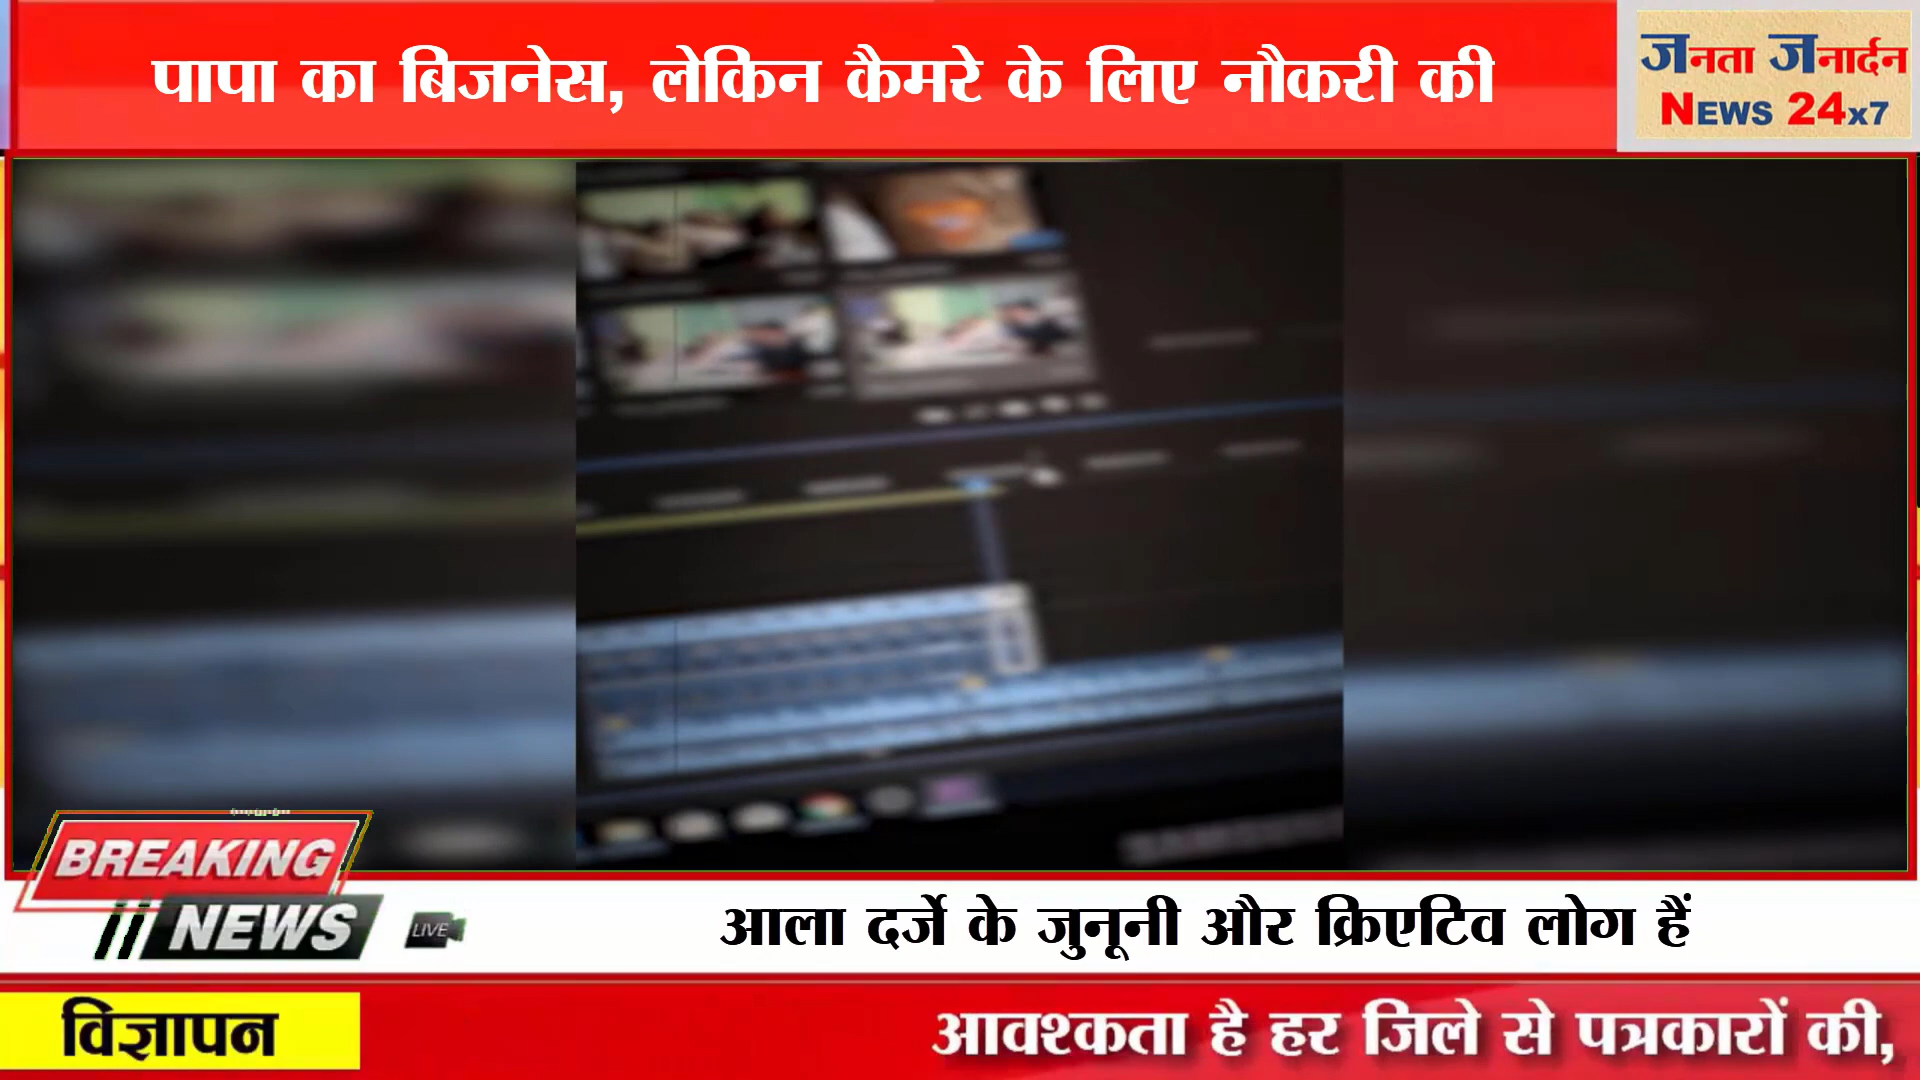 पापा का बिजनेस, लेकिन कैमरे के लिए नौकरी की
जनता जनार्दन
NEWS 24x7
BREAKING
NEWS
LIVE
आला दर्जे के जुनूनी और क्रिएटिव लोग हैं
विज्ञापन
आवश्कता है हर जिले से पत्रकारों की,